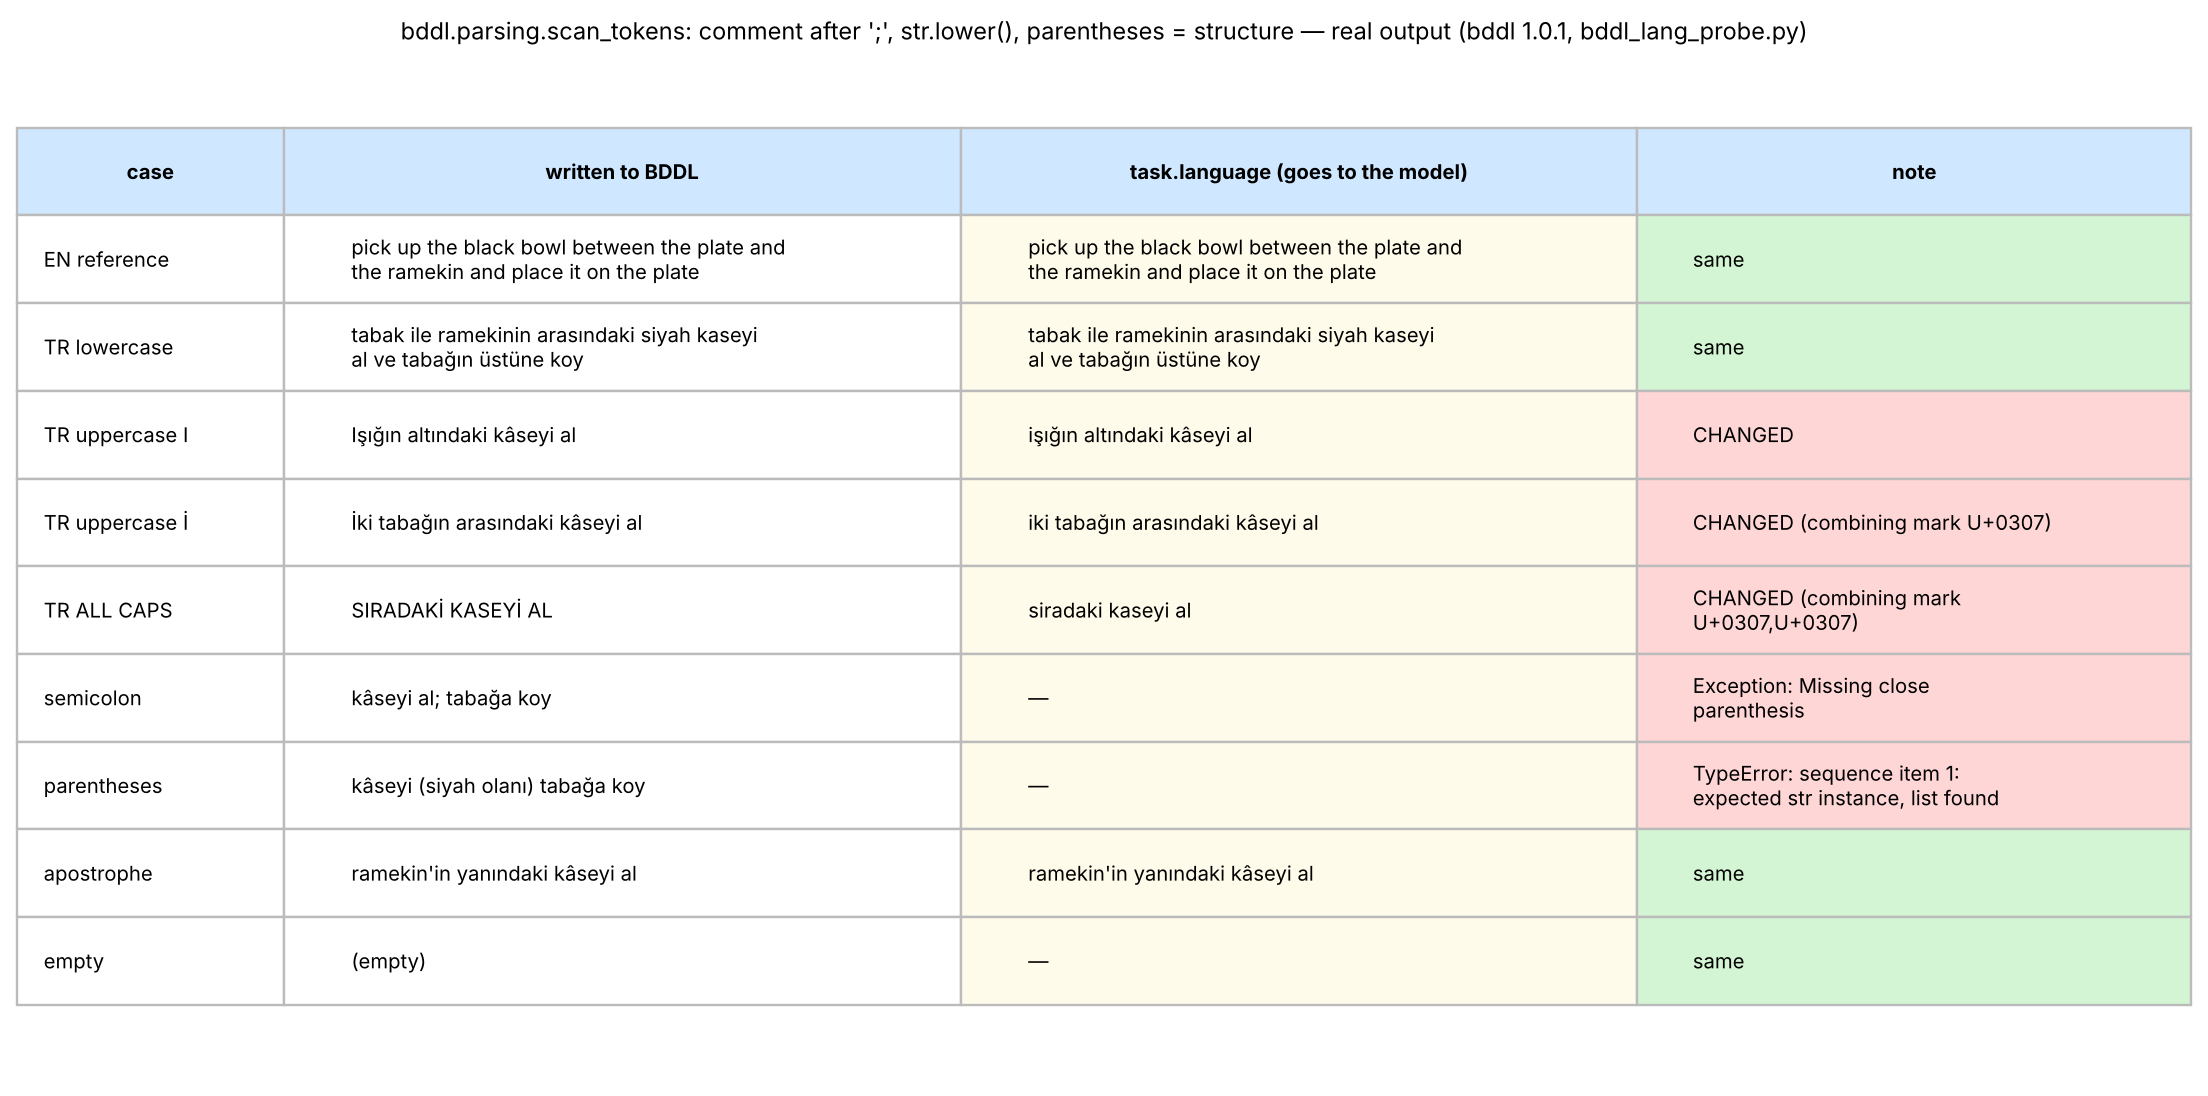 bddl.parsing.scan_tokens: comment after ';', str.lower(), parentheses = structure — real output (bddl 1.0.1, bddl_lang_probe.py)
case
written to BDDL
task.language (goes to the model)
note
EN reference
pick up the black bowl between the plate and
the ramekin and place it on the plate
pick up the black bowl between the plate and
the ramekin and place it on the plate
same
TR lowercase
tabak ile ramekinin arasındaki siyah kaseyi
al ve tabağın üstüne koy
tabak ile ramekinin arasındaki siyah kaseyi
al ve tabağın üstüne koy
same
TR uppercase I
Işığın altındaki kâseyi al
işığın altındaki kâseyi al
CHANGED
TR uppercase İ
İki tabağın arasındaki kâseyi al
iki tabağın arasındaki kâseyi al
CHANGED (combining mark U+0307)
TR ALL CAPS
SIRADAKİ KASEYİ AL
siradaki kaseyi al
CHANGED (combining mark
U+0307,U+0307)
semicolon
kâseyi al; tabağa koy
—
Exception: Missing close
parenthesis
parentheses
kâseyi (siyah olanı) tabağa koy
—
TypeError: sequence item 1:
expected str instance, list found
apostrophe
ramekin'in yanındaki kâseyi al
ramekin'in yanındaki kâseyi al
same
empty
(empty)
—
same